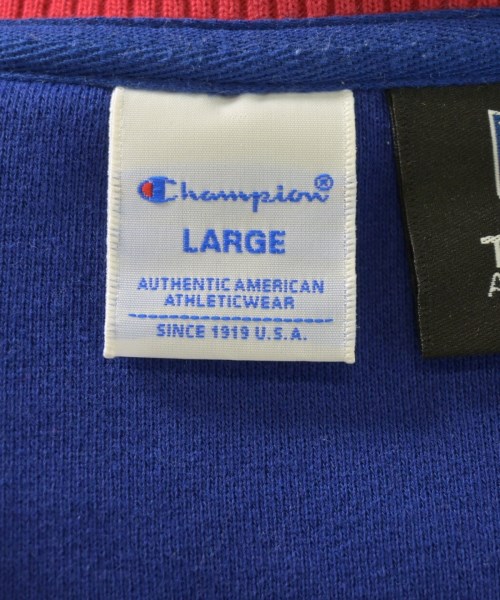 Champion®
LARGE
AUTHENTIC AMERICAN
ATHLETICWEAR
SINCE 1919 U.S.A.